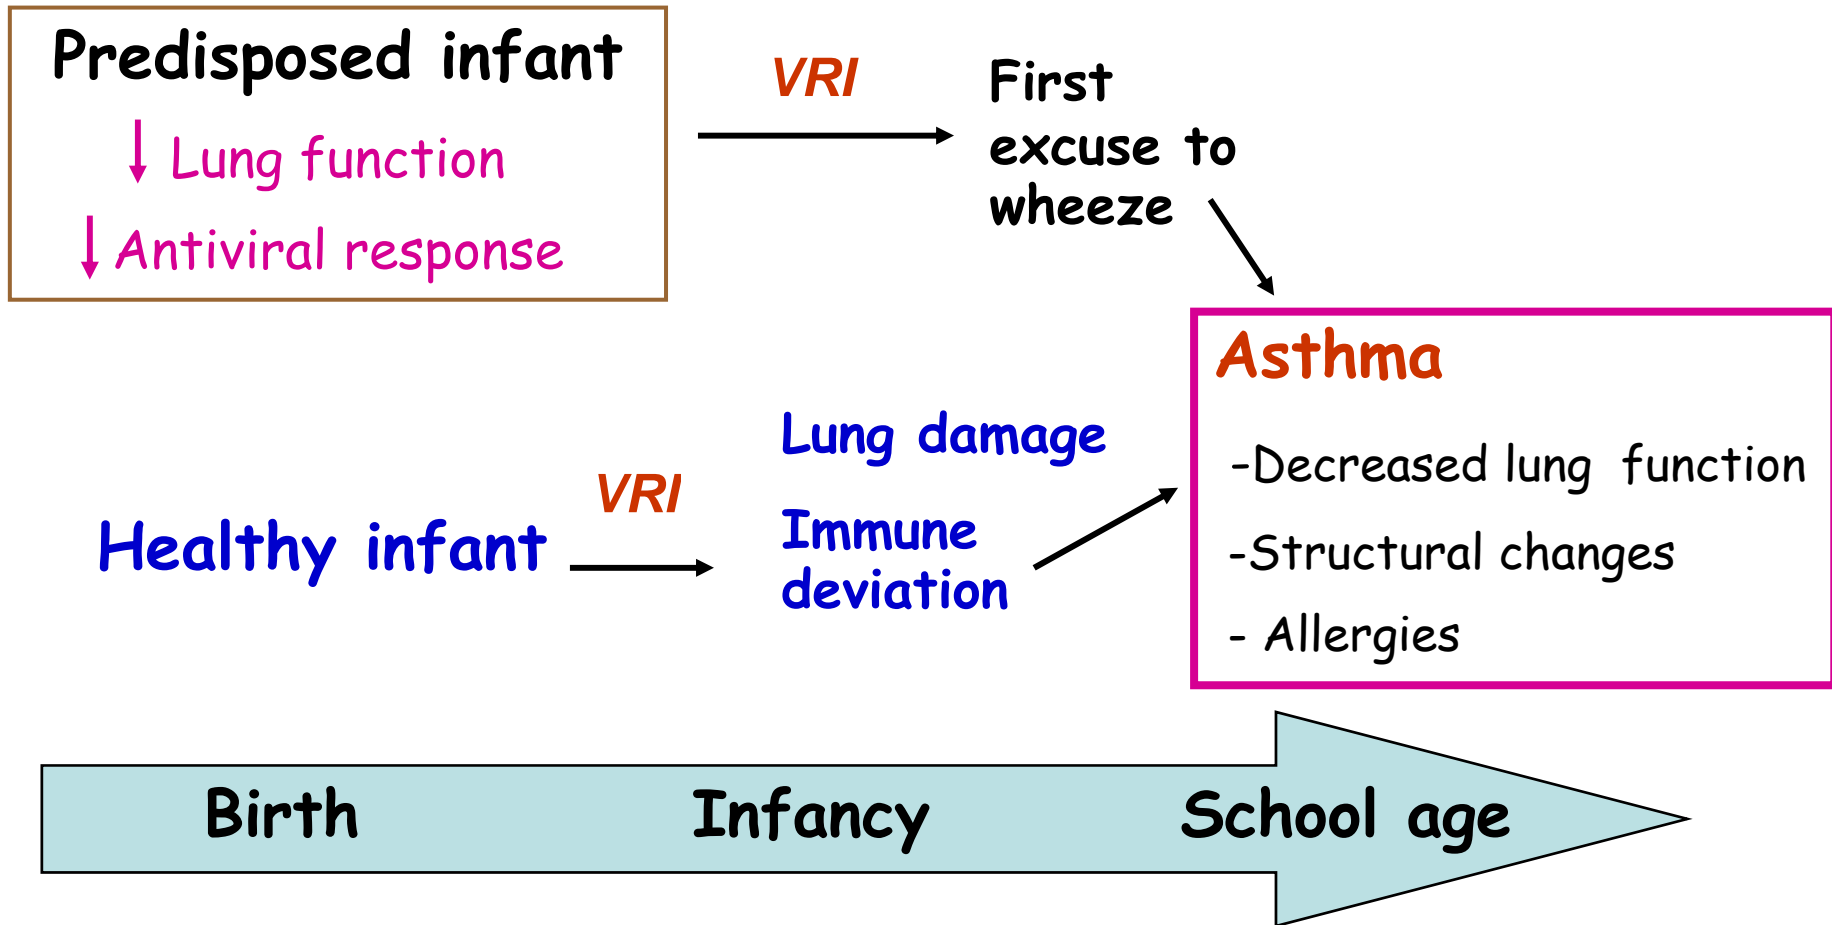 Predisposed infant
Lung function
Antiviral response
VRI
First
excuse to
wheeze
Healthy infant
VRI
Lung damage
Immune
deviation
Asthma
-Decreased lung function
-Structural changes
- Allergies
Birth
Infancy
School age